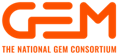 GEM
THE NATIONAL GEM CONSORTIUM